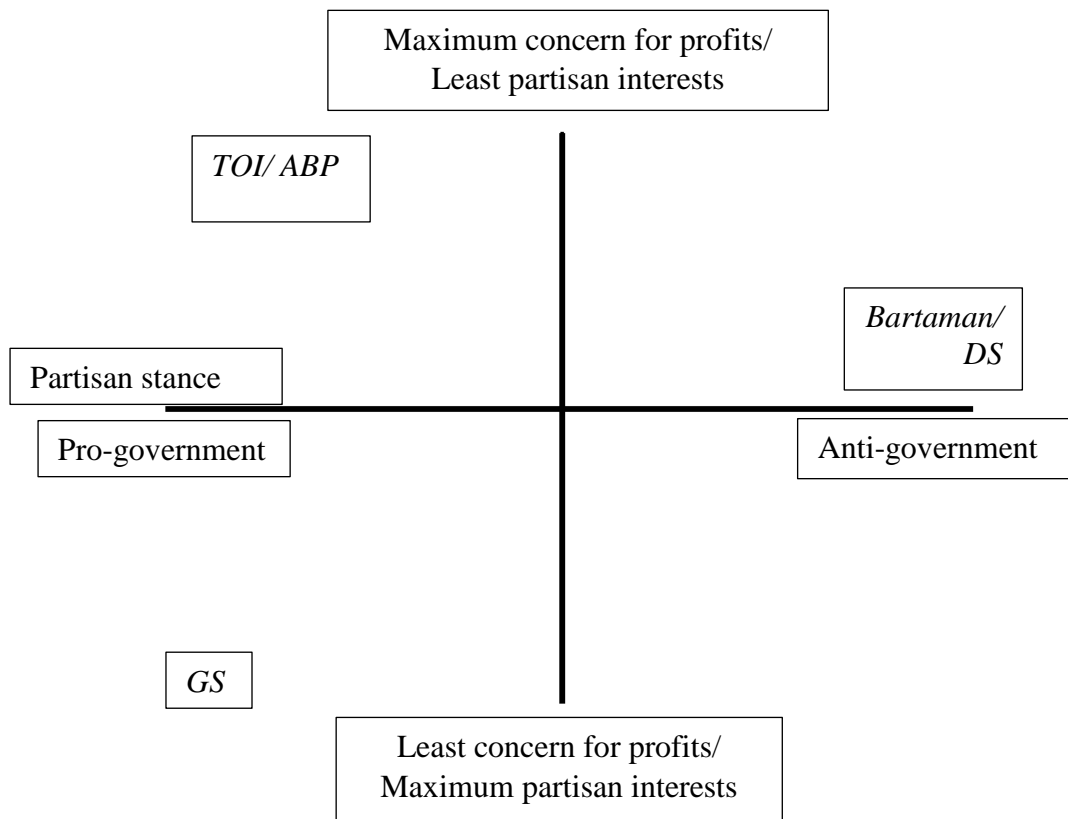 Maximum concern for profits/
Least partisan interests
TOI/ ABP
Bartaman/
DS
Partisan stance
Pro-government
Anti-government
GS
Least concern for profits/
Maximum partisan interests